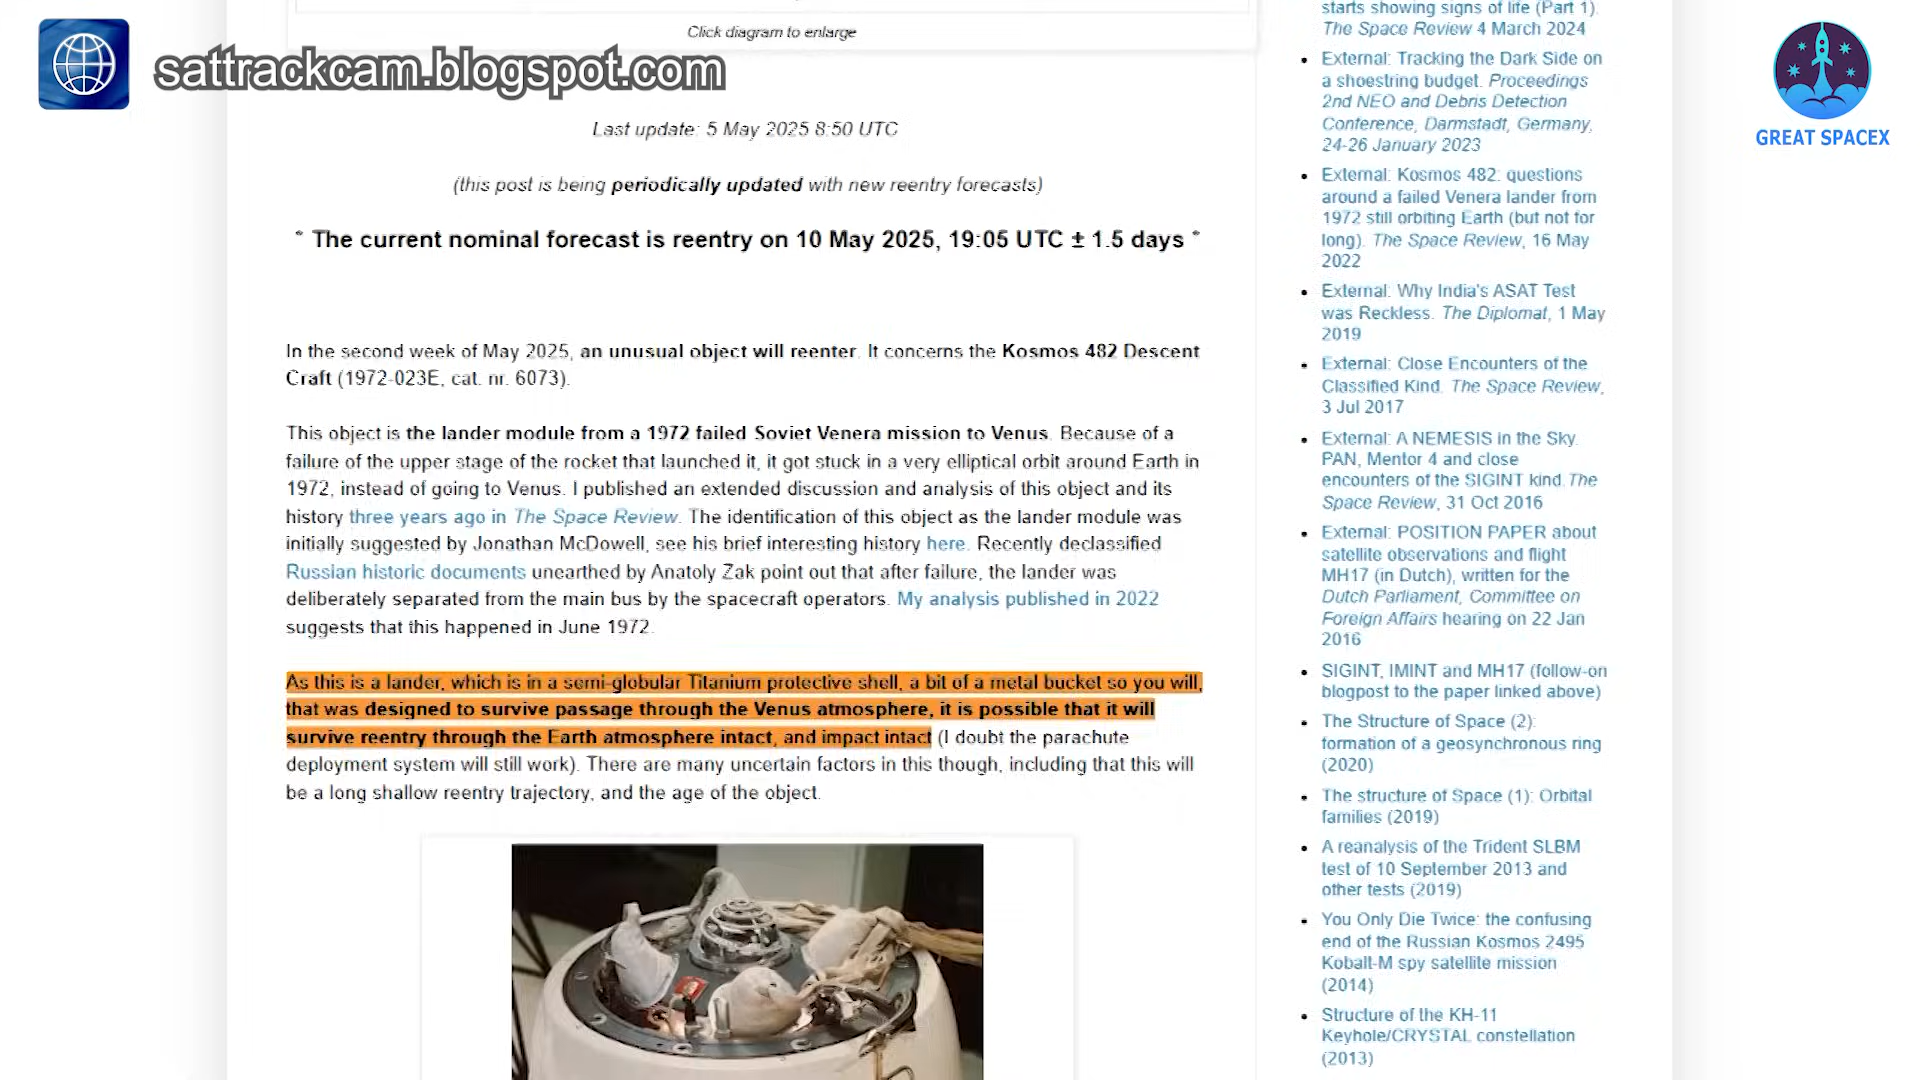 Click diagram to enlarge
sattrackcam.blogspot.com
Last update: 5 May 2025 8:50 UTC
(this post is being periodically updated with new reentry forecasts)
* The current nominal forecast is reentry on 10 May 2025, 19:05 UTC ± 1.5 days *
In the second week of May 2025, an unusual object will reenter. It concerns the Kosmos 482 Descent
Craft (1972-023E, cat. nr. 6073).
This object is the lander module from a 1972 failed Soviet Venera mission to Venus. Because of a
failure of the upper stage of the rocket that launched it, it got stuck in a very elliptical orbit around Earth in
1972, instead of going to Venus. I published an extended discussion and analysis of this object and its
history three years ago in The Space Review. The identification of this object as the lander module was
initially suggested by Jonathan McDowell, see his brief interesting history here. Recently declassified
Russian historic documents unearthed by Anatoly Zak point out that after failure, the lander was
deliberately separated from the main bus by the spacecraft operators. My analysis published in 2022
suggests that this happened in June 1972.
As this is a lander, which is in a semi-globular Titanium protective shell, a bit of a metal bucket so you will,
that was designed to survive passage through the Venus atmosphere, it is possible that it will
survive reentry through the Earth atmosphere intact, and impact intact (I doubt the parachute
deployment system will still work). There are many uncertain factors in this though, including that this will
be a long shallow reentry trajectory, and the age of the object.
starts showing signs of life (Part 1).
The Space Review 4 March 2024
External: Tracking the Dark Side on
a shoestring budget. Proceedings
2nd NEO and Debris Detection
Conference, Darmstadt, Germany,
24-26 January 2023
External: Kosmos 482: questions
around a failed Venera lander from
1972 still orbiting Earth (but not for
long). The Space Review, 16 May
2022
External: Why India's ASAT Test
was Reckless. The Diplomat, 1 May
2019
External: Close Encounters of the
Classified Kind. The Space Review,
3 Jul 2017
External: A NEMESIS in the Sky.
PAN, Mentor 4 and close
encounters of the SIGINT kind.The
Space Review, 31 Oct 2016
External: POSITION PAPER about
satellite observations and flight
MH17 (in Dutch), written for the
Dutch Parliament, Committee on
Foreign Affairs hearing on 22 Jan
2016
SIGINT, IMINT and MH17 (follow-on
blogpost to the paper linked above)
The Structure of Space (2):
formation of a geosynchronous ring
(2020)
The structure of Space (1): Orbital
families (2019)
A reanalysis of the Trident SLBM
test of 10 September 2013 and
other tests (2019)
You Only Die Twice: the confusing
end of the Russian Kosmos 2495
Kobalt-M spy satellite mission
(2014)
Structure of the KH-11
Keyhole/CRYSTAL constellation
(2013)
GREAT SPACEX